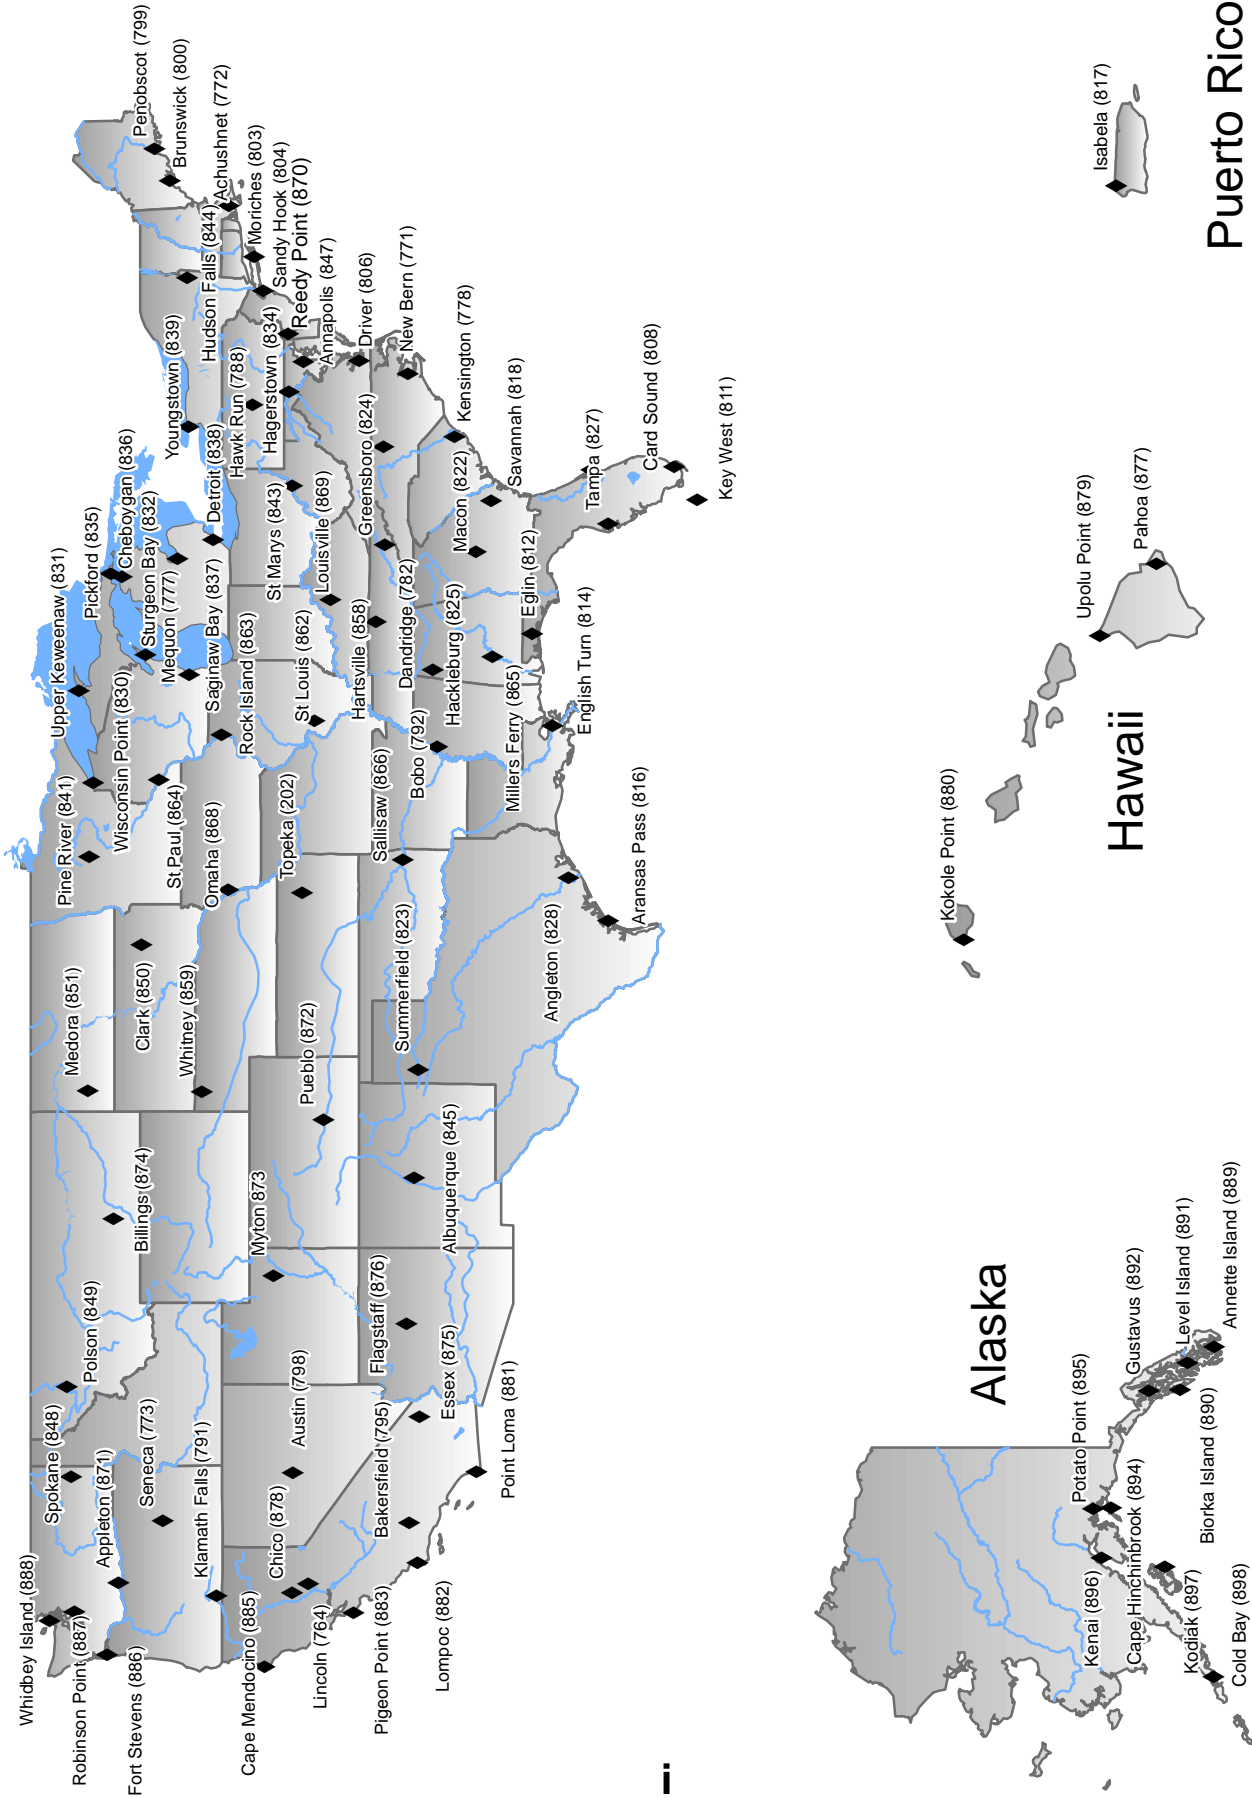 Whidbey Island (888)
Robinson Point (887)
Fort Stevens (886)
Spokane (848)
Appleton (871)
Seneca (773)
Klamath Falls (791)
Cape Mendocino (885)
Chico (878)
Lincoln (764)
Pigeon Point (883)
Lompoc (882)
Austin (798)
Bakersfield (795)
Essex (875)
Point Loma (881)
Polson (849)
Billings (874)
Myton 873
Flagstaff (876)
Albuquerque (845)
Medora (851)
Clark (850)
Whitney (859)
Pueblo (872)
Summerfield (823)
Angleton (828)
Aransas Pass (816)
Pine River (841)
Wisconsin Point (830)
St Paul (864)
Omaha (868)
Topeka (202)
Sallisaw (866)
Bobo (792)
Millers Ferry (865)
English Turn (814)
Upper Keweenaw (831)
Pickford (835)
Cheboygan (836)
Sturgeon Bay (832)
Mequon (777)
Saginaw Bay (837)
Rock Island (863)
St Louis (862)
Hartsville (858)
Dandridge (782)
Hackleburg (825)
Eglin (812)
Youngstown (839)
Detroit (838)
Hawk Run (788)
Hagerstown (834)
St Marys (843)
Louisville (869)
Greensboro (824)
Macon (822)
Savannah (818)
Tampa (827)
Card Sound (808)
Key West (811)
Penobscot (799)
Brunswick (800)
Achushnet (772)
Hudson Falls (844)
Moriches (803)
Sandy Hook (804)
Reedy Point (870)
Annapolis (847)
Driver (806)
New Bern (771)
Kensington (778)
Alaska
Potato Point (895)
Gustavus (892)
Level Island (891)
Annette Island (889)
Biorka Island (890)
Cape Hinchinbrook (894)
Kenai (896)
Kodiak (897)
Cold Bay (898)
Hawaii
Kokole Point (880)
Upolu Point (879)
Pahoa (877)
Puerto Rico
Isabela (817)
i